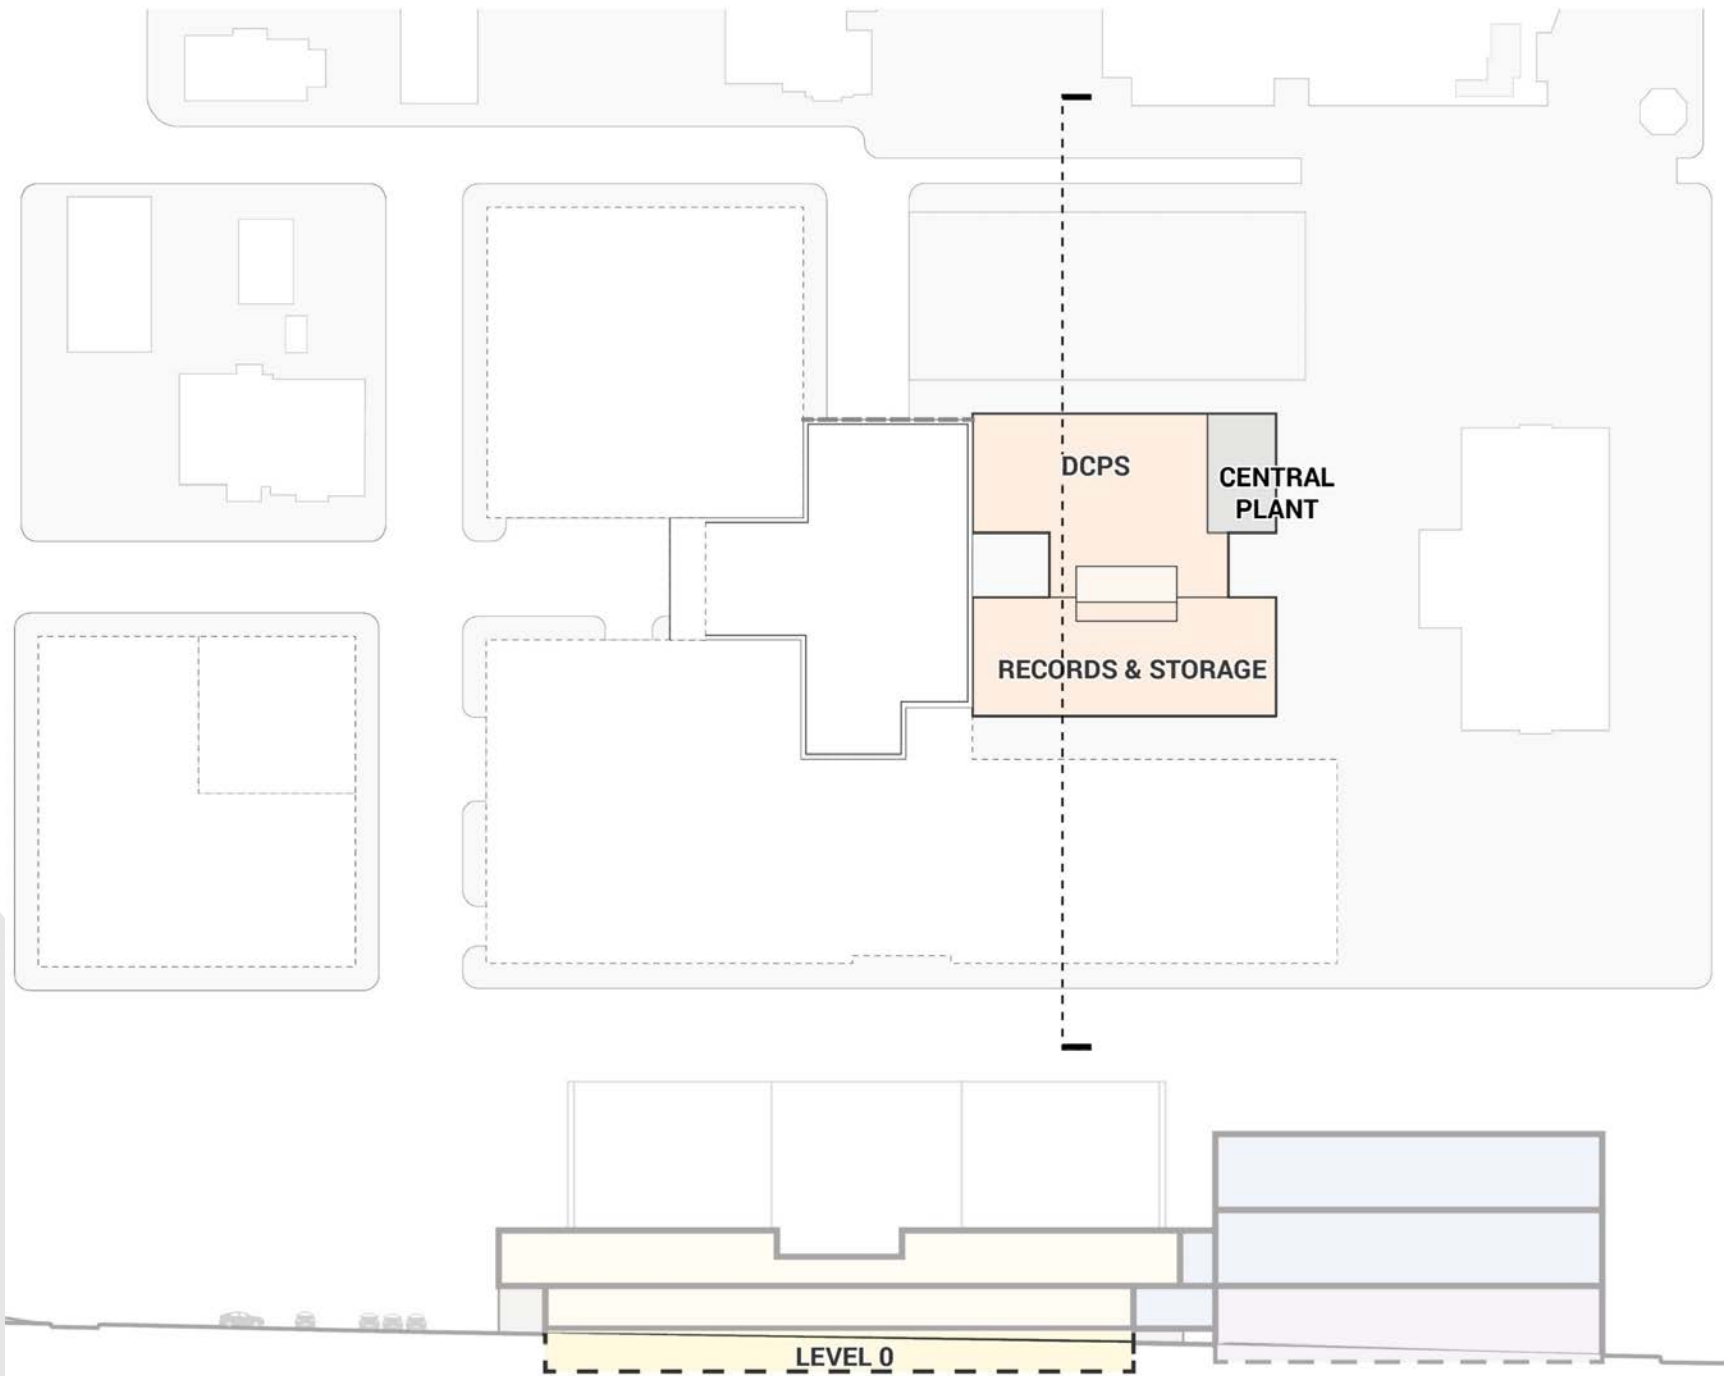 DCPS
CENTRAL
PLANT
RECORDS & STORAGE
LEVEL 0